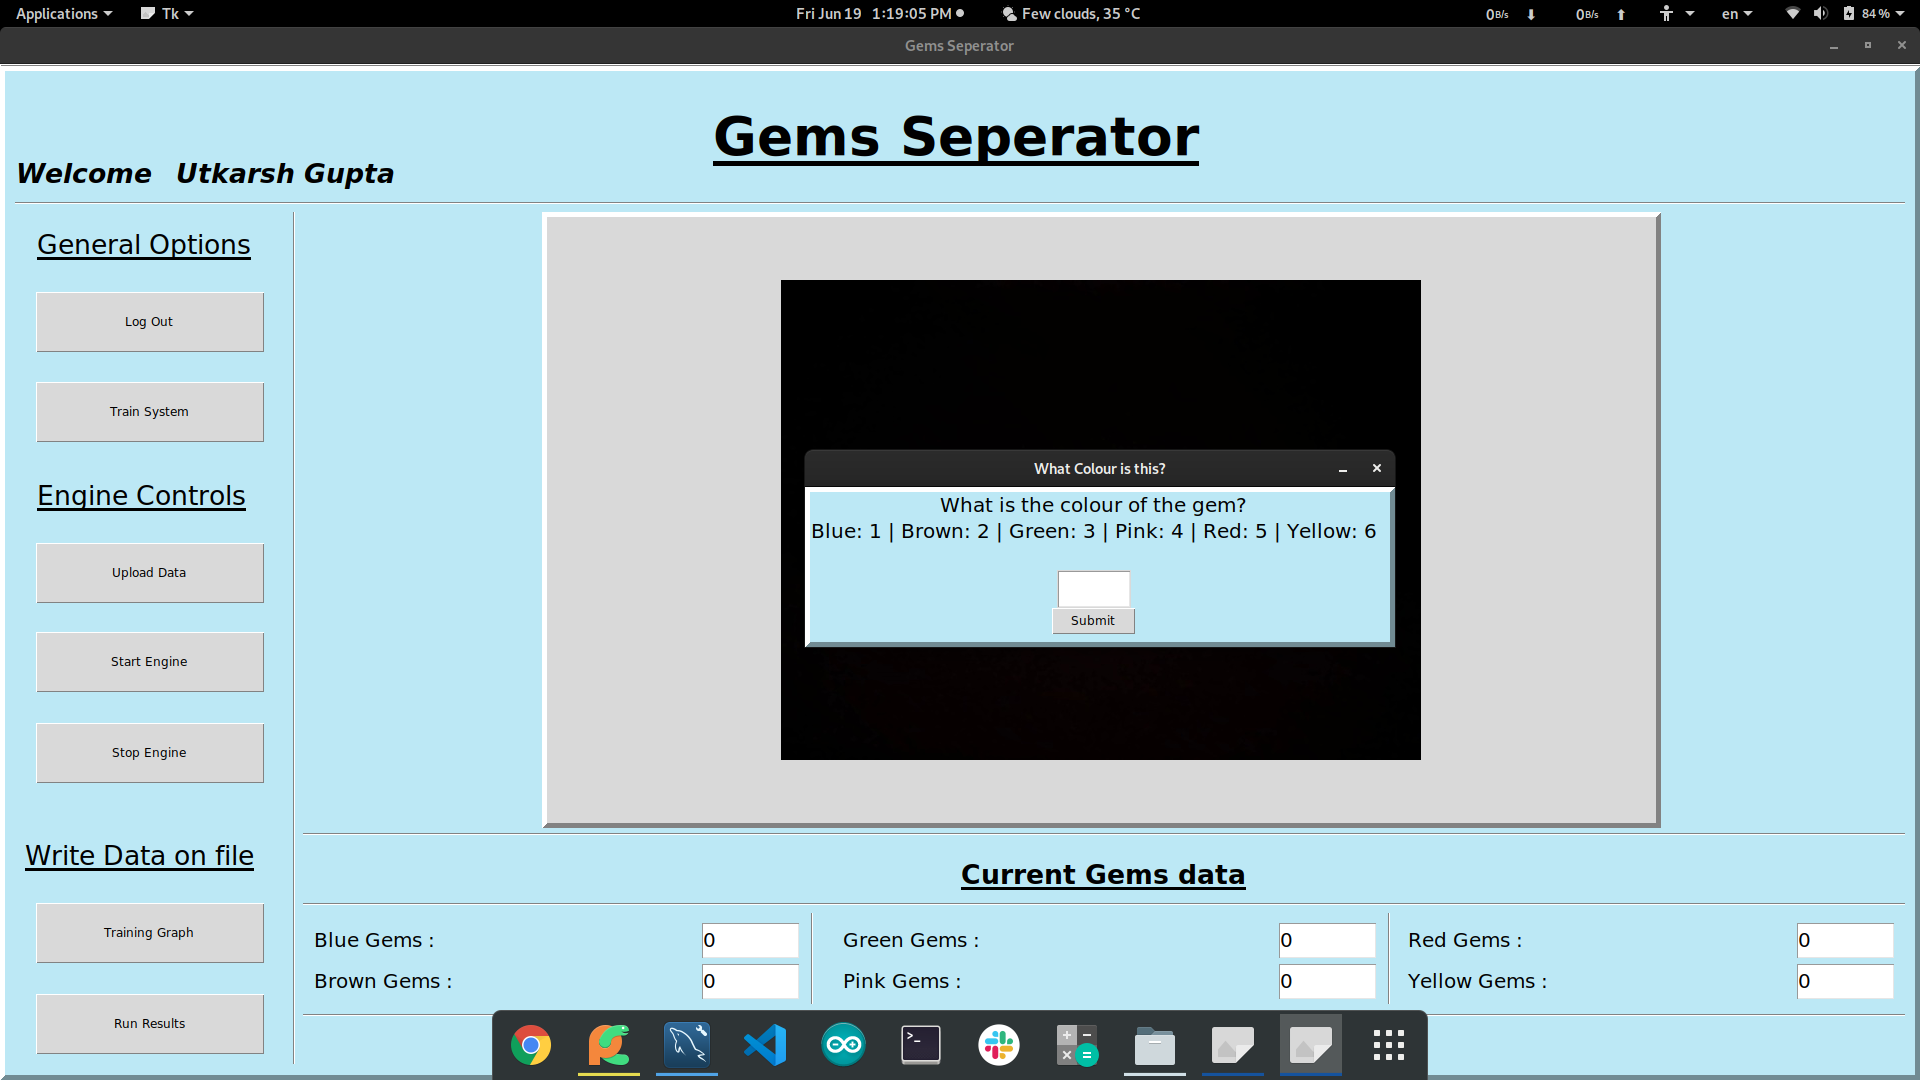 Applications Tk Fri Jun 19 1:19:05 PM Few clouds, 35 °C 0 B/s 0 B/s en 84 %
Gems Seperator
Gems Seperator
Welcome Utkarsh Gupta
General Options
Log Out
Train System
Engine Controls
Upload Data
Start Engine
Stop Engine
Write Data on file
Training Graph
Run Results
What Colour is this?
What is the colour of the gem?
Blue: 1 | Brown: 2 | Green: 3 | Pink: 4 | Red: 5 | Yellow: 6
Submit
Current Gems data
Blue Gems : 0 Green Gems : 0 Red Gems : 0
Brown Gems : 0 Pink Gems : 0 Yellow Gems : 0